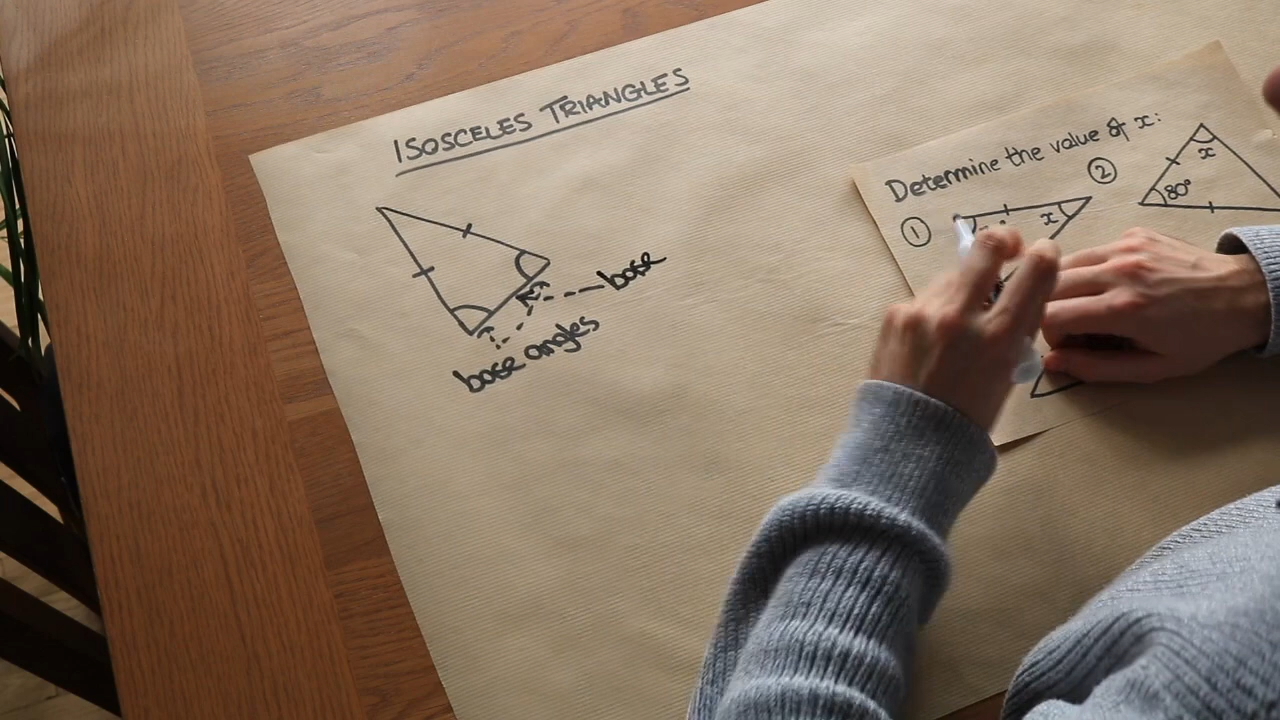 ISOSCELES TRIANGLES
base
base angles
Determine the value of x:
1
x
2
x
80°